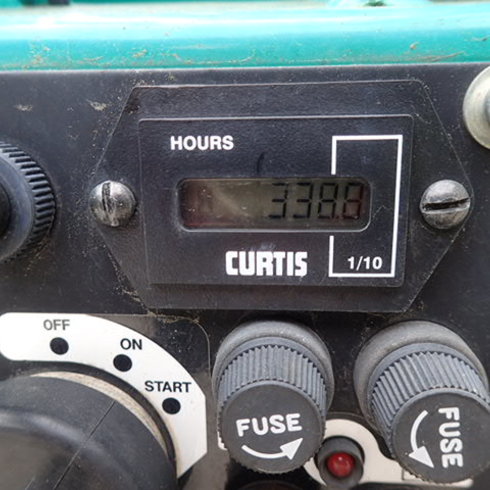 HOURS
3388
CURTIS
1/10
OFF
ON
START
FUSE
FUSE